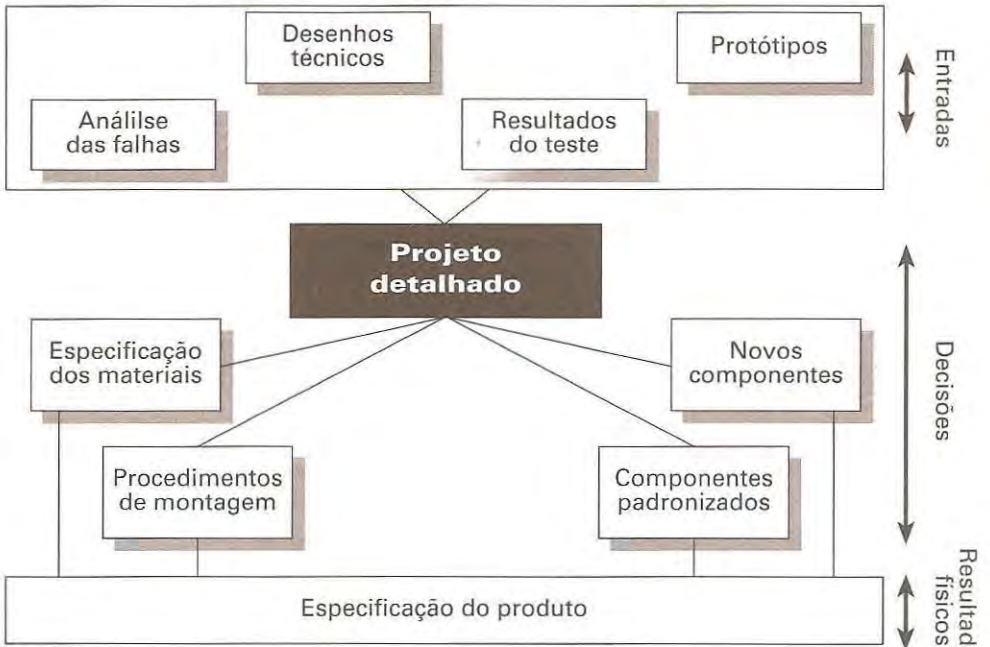 Desenhos
técnicos
Protótipos
Análilse
das falhas
Resultados
do teste
Entradas
Projeto
detalhado
Especificação
dos materiais
Novos
componentes
Decisões
Procedimentos
de montagem
Componentes
padronizados
Especificação do produto
Resultad
físicos